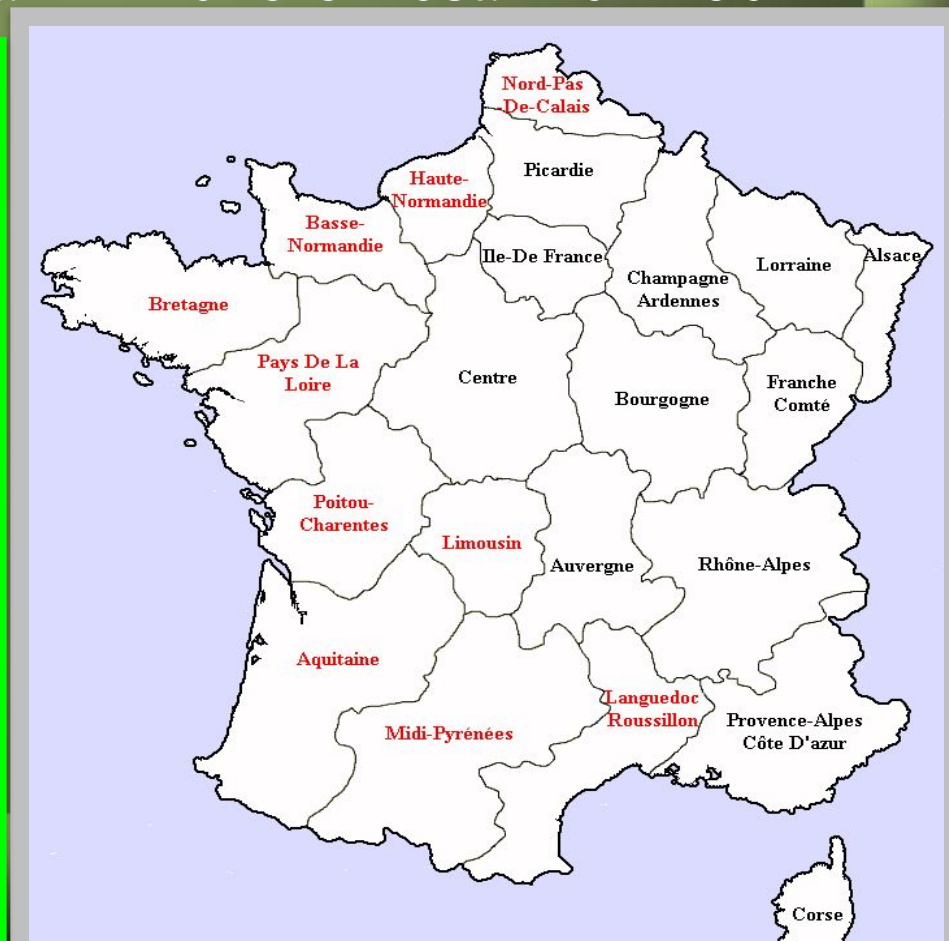 Nord-Pas
-De-Calais
Picardie
Haute-
Normandie
Basse-
Normandie
Ile-De France
Champagne
Ardennes
Lorraine
Alsace
Bretagne
Pays De La
Loire
Centre
Bourgogne
Franche
Comté
Poitou-
Charentes
Limousin
Auvergne
Rhône-Alpes
Aquitaine
Midi-Pyrénées
Languedoc
Roussillon
Provence-Alpes
Côte D'azur
Corse